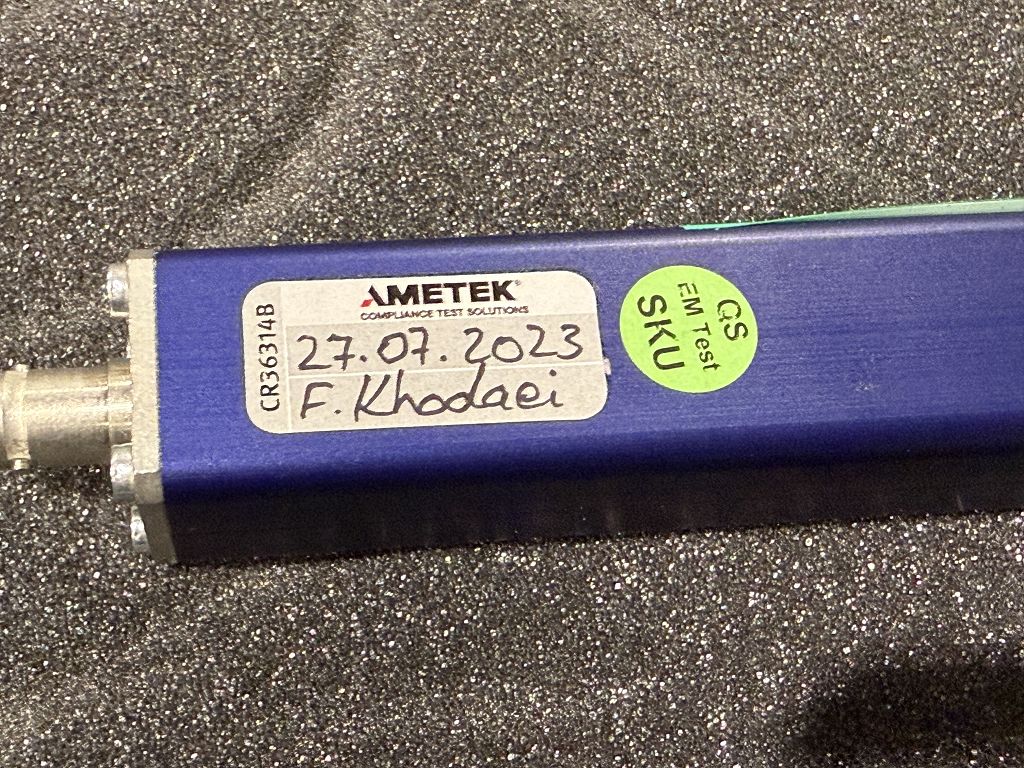 CR36314B
AMETEK®
COMPLIANCE TEST SOLUTIONS
27.07.2023
F. Khodaei
QS
EM Test
SKU